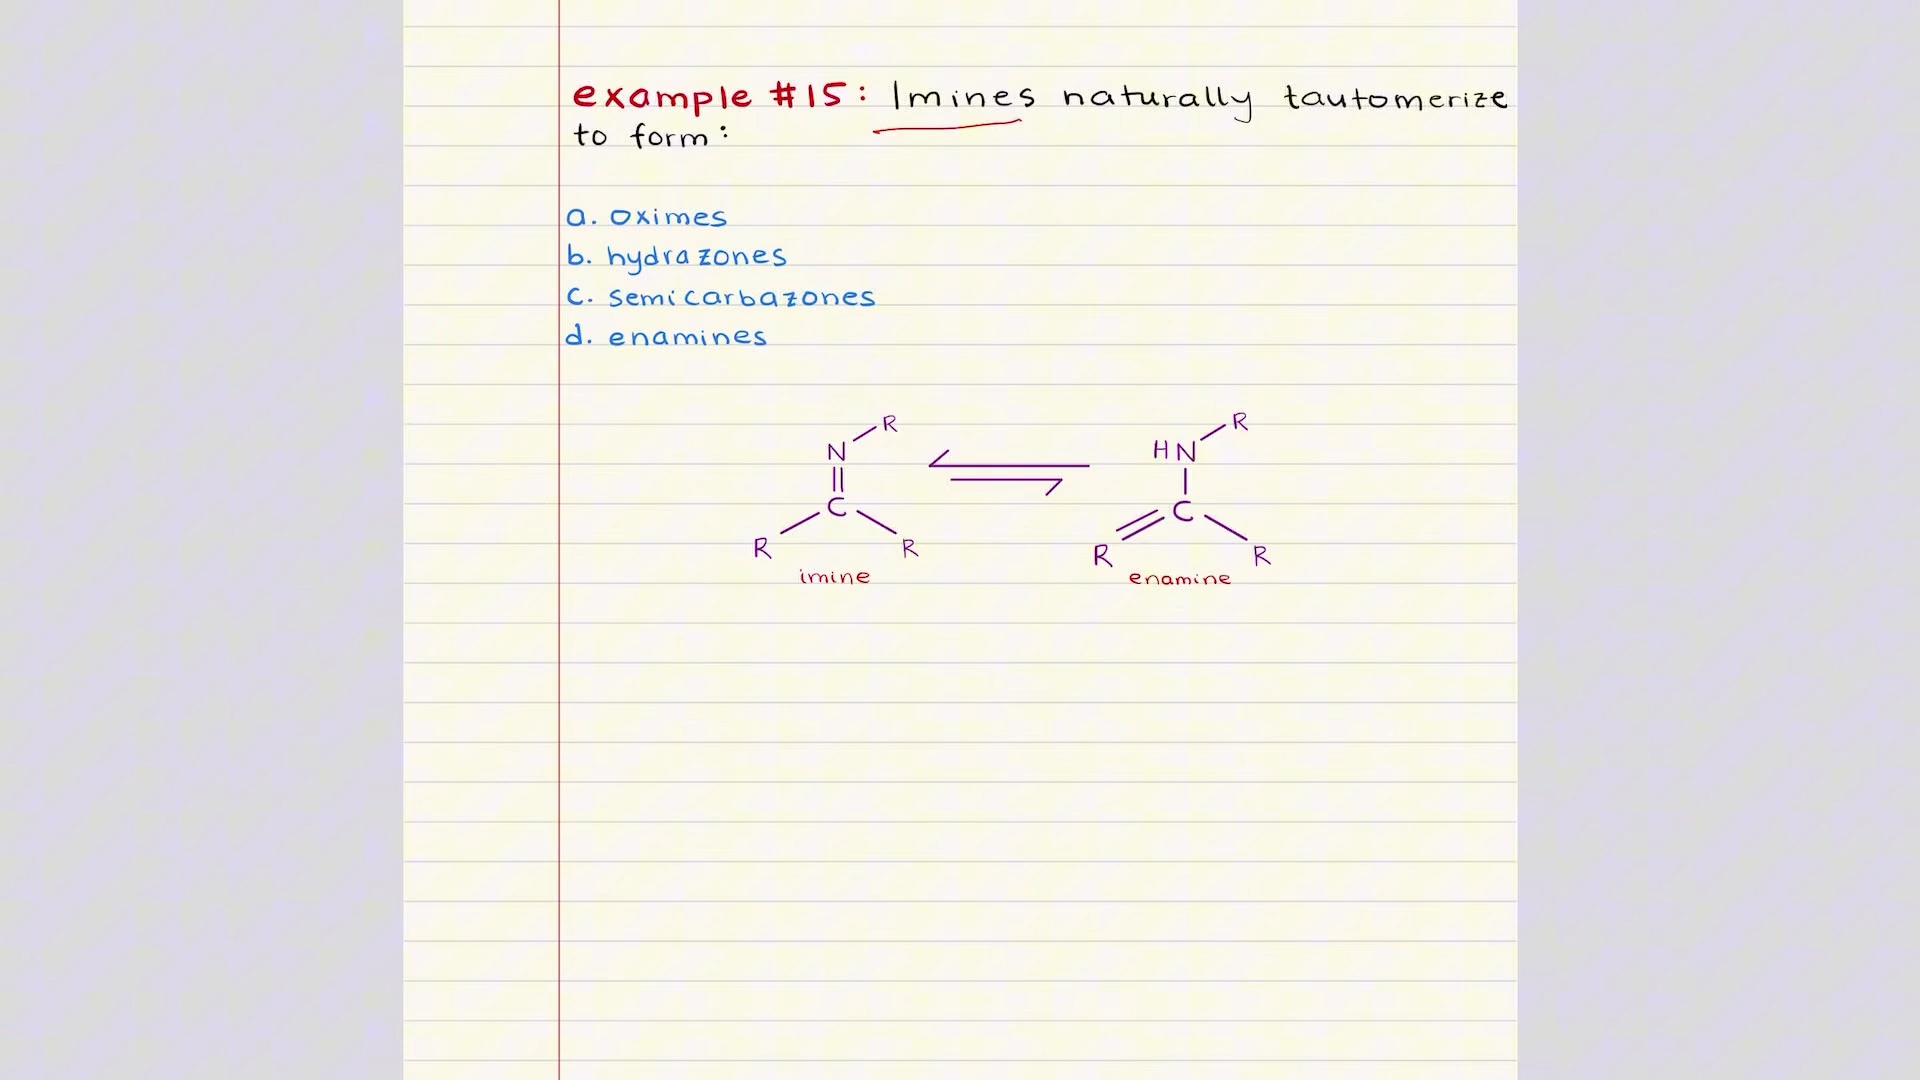 example #15: Imines naturally tautomerize
to form:
a. oximes
b. hydrazones
c. semicarbazones
d. enamines
N R
C
R R
imine
HN R
C
R R
enamine